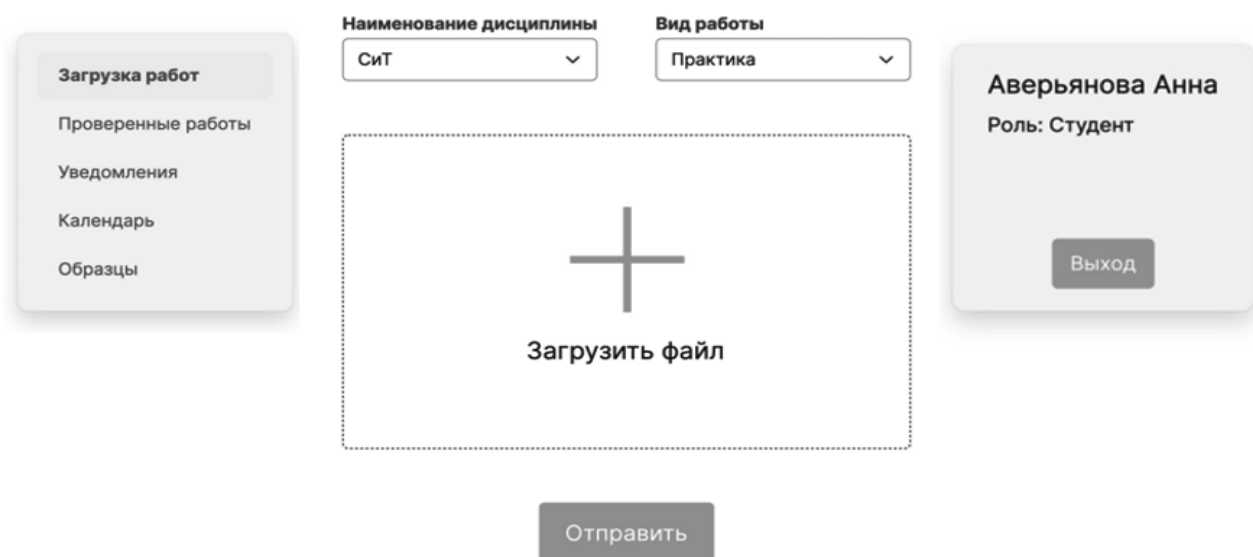 Загрузка работ
Проверенные работы
Уведомления
Календарь
Образцы
Наименование дисциплины
СиТ
Вид работы
Практика
Загрузить файл
Отправить
Аверьянова Анна
Роль: Студент
Выход